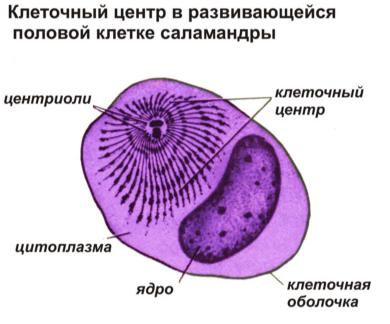 Клеточный центр в развивающейся
половой клетке саламандры
центриоли
клеточный
центр
цитоплазма
ядро
клеточная
оболочка